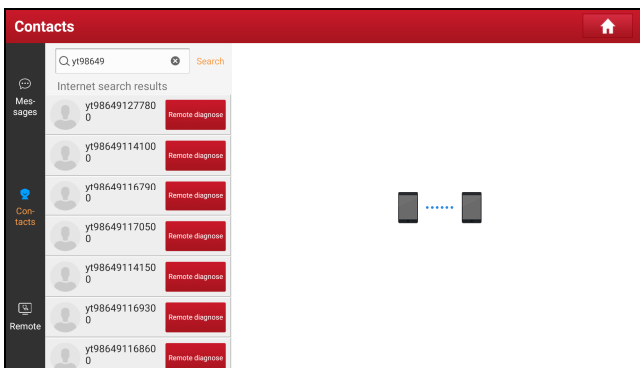 Contacts
yt98649
Search
Internet search results
Mes-
sages
Con-
tacts
Remote
yt98649127780
0
Remote diagnose
yt98649114100
0
Remote diagnose
yt98649116790
0
Remote diagnose
yt98649117050
0
Remote diagnose
yt98649114150
0
Remote diagnose
yt98649116930
0
Remote diagnose
yt98649116860
0
Remote diagnose